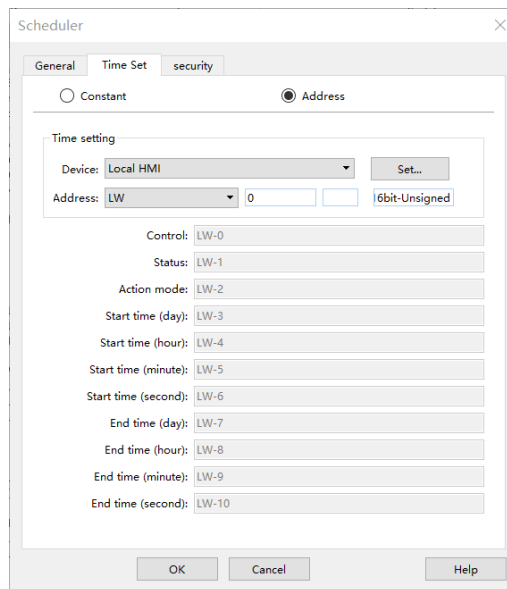 Scheduler
General Time Set security
Constant Address
Time setting
Device: Local HMI Set...
Address: LW 0 16bit-Unsigned
Control: LW-0
Status: LW-1
Action mode: LW-2
Start time (day): LW-3
Start time (hour): LW-4
Start time (minute): LW-5
Start time (second): LW-6
End time (day): LW-7
End time (hour): LW-8
End time (minute): LW-9
End time (second): LW-10
OK Cancel Help